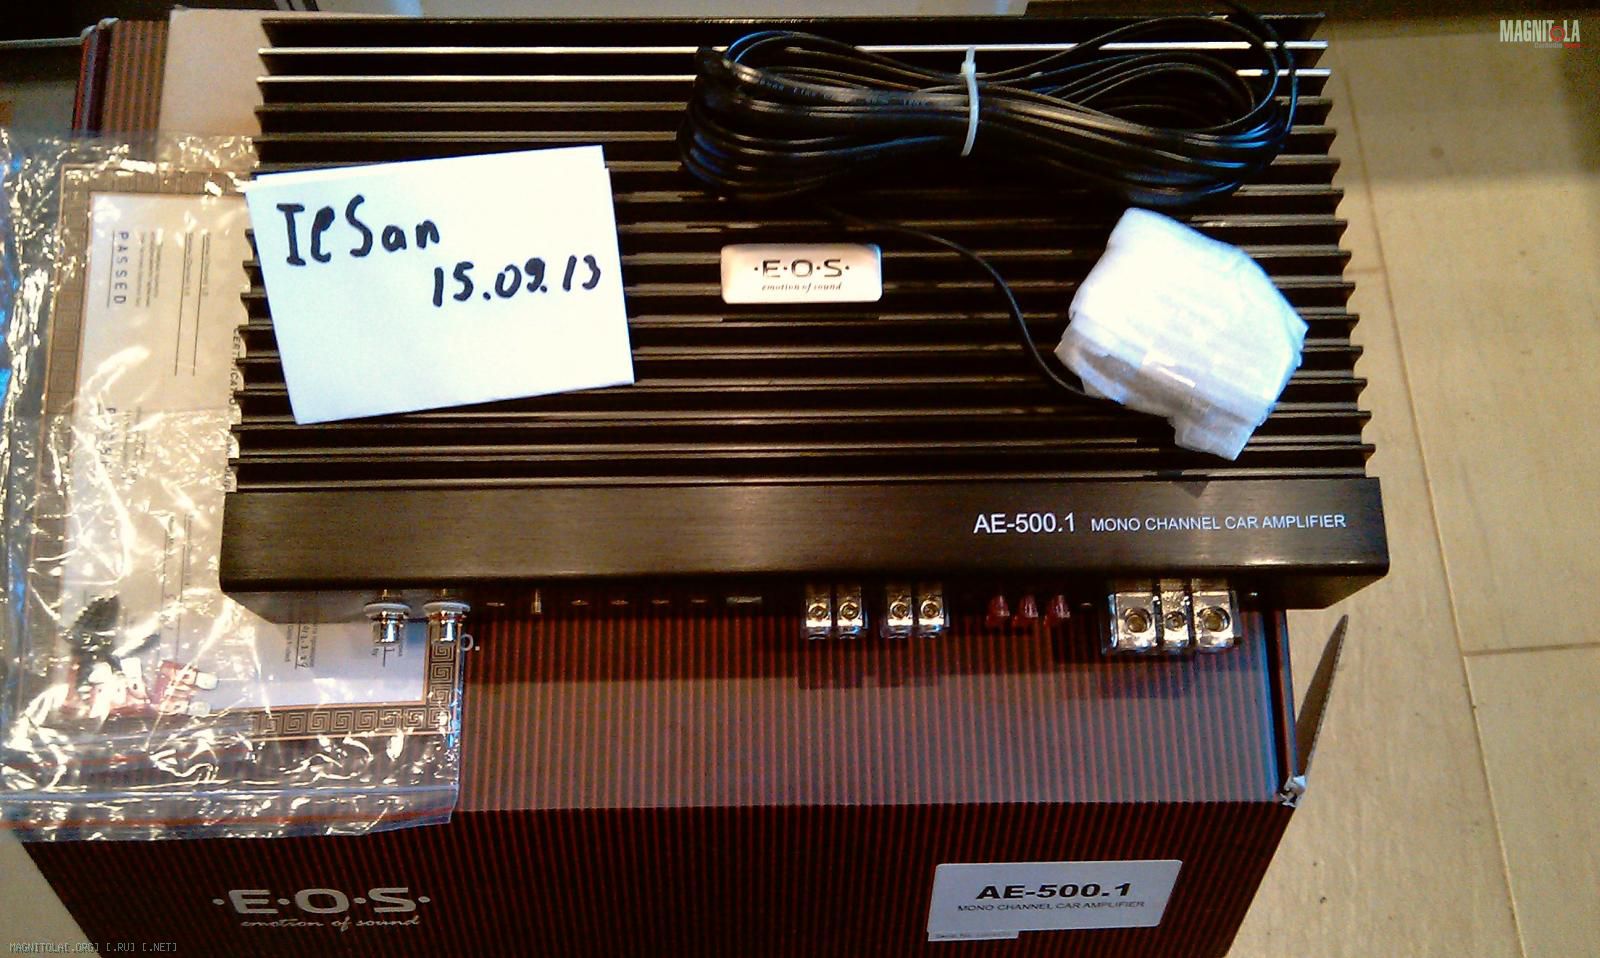 MAGNITOLA
ICSan
15.09.13
PASSED
·E·O·S·
emotion of sound
AE-500.1 MONO CHANNEL CAR AMPLIFIER
·E·O·S·
emotion of sound
AE-500.1
MONO CHANNEL CAR AMPLIFIER
MAGNITOLA[.ORG] [.RU] [.NET]